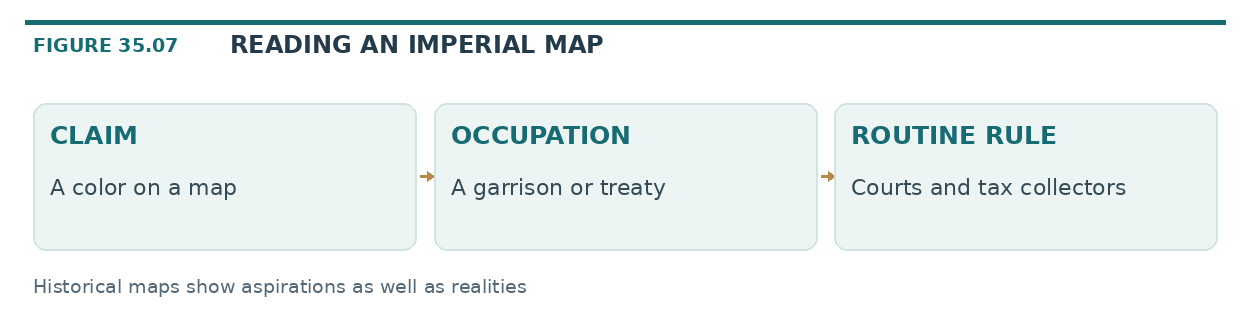 FIGURE 35.07 READING AN IMPERIAL MAP
CLAIM
A color on a map
OCCUPATION
A garrison or treaty
ROUTINE RULE
Courts and tax collectors
Historical maps show aspirations as well as realities